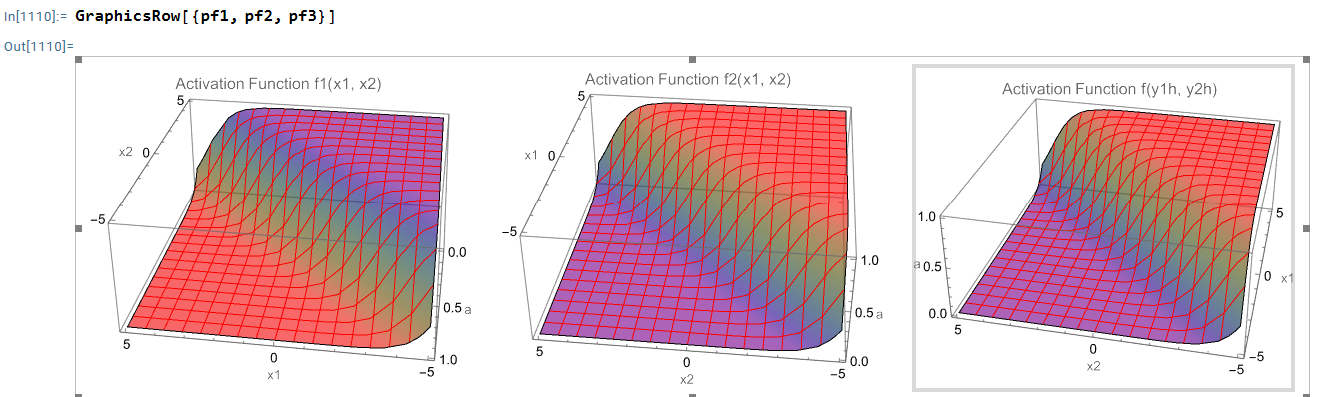 In[1110]:= GraphicsRow[{pf1, pf2, pf3}]
Out[1110]=
Activation Function f1(x1, x2)
5
x2 0
−5
0.0
0.5 a
1.0
5
0
−5
x1
Activation Function f2(x1, x2)
5
x1 0
−5
1.0
0.5 a
0.0
5
0
−5
x2
Activation Function f(y1h, y2h)
1.0
a 0.5
0.0
5
0 x1
−5
5
0
−5
x2